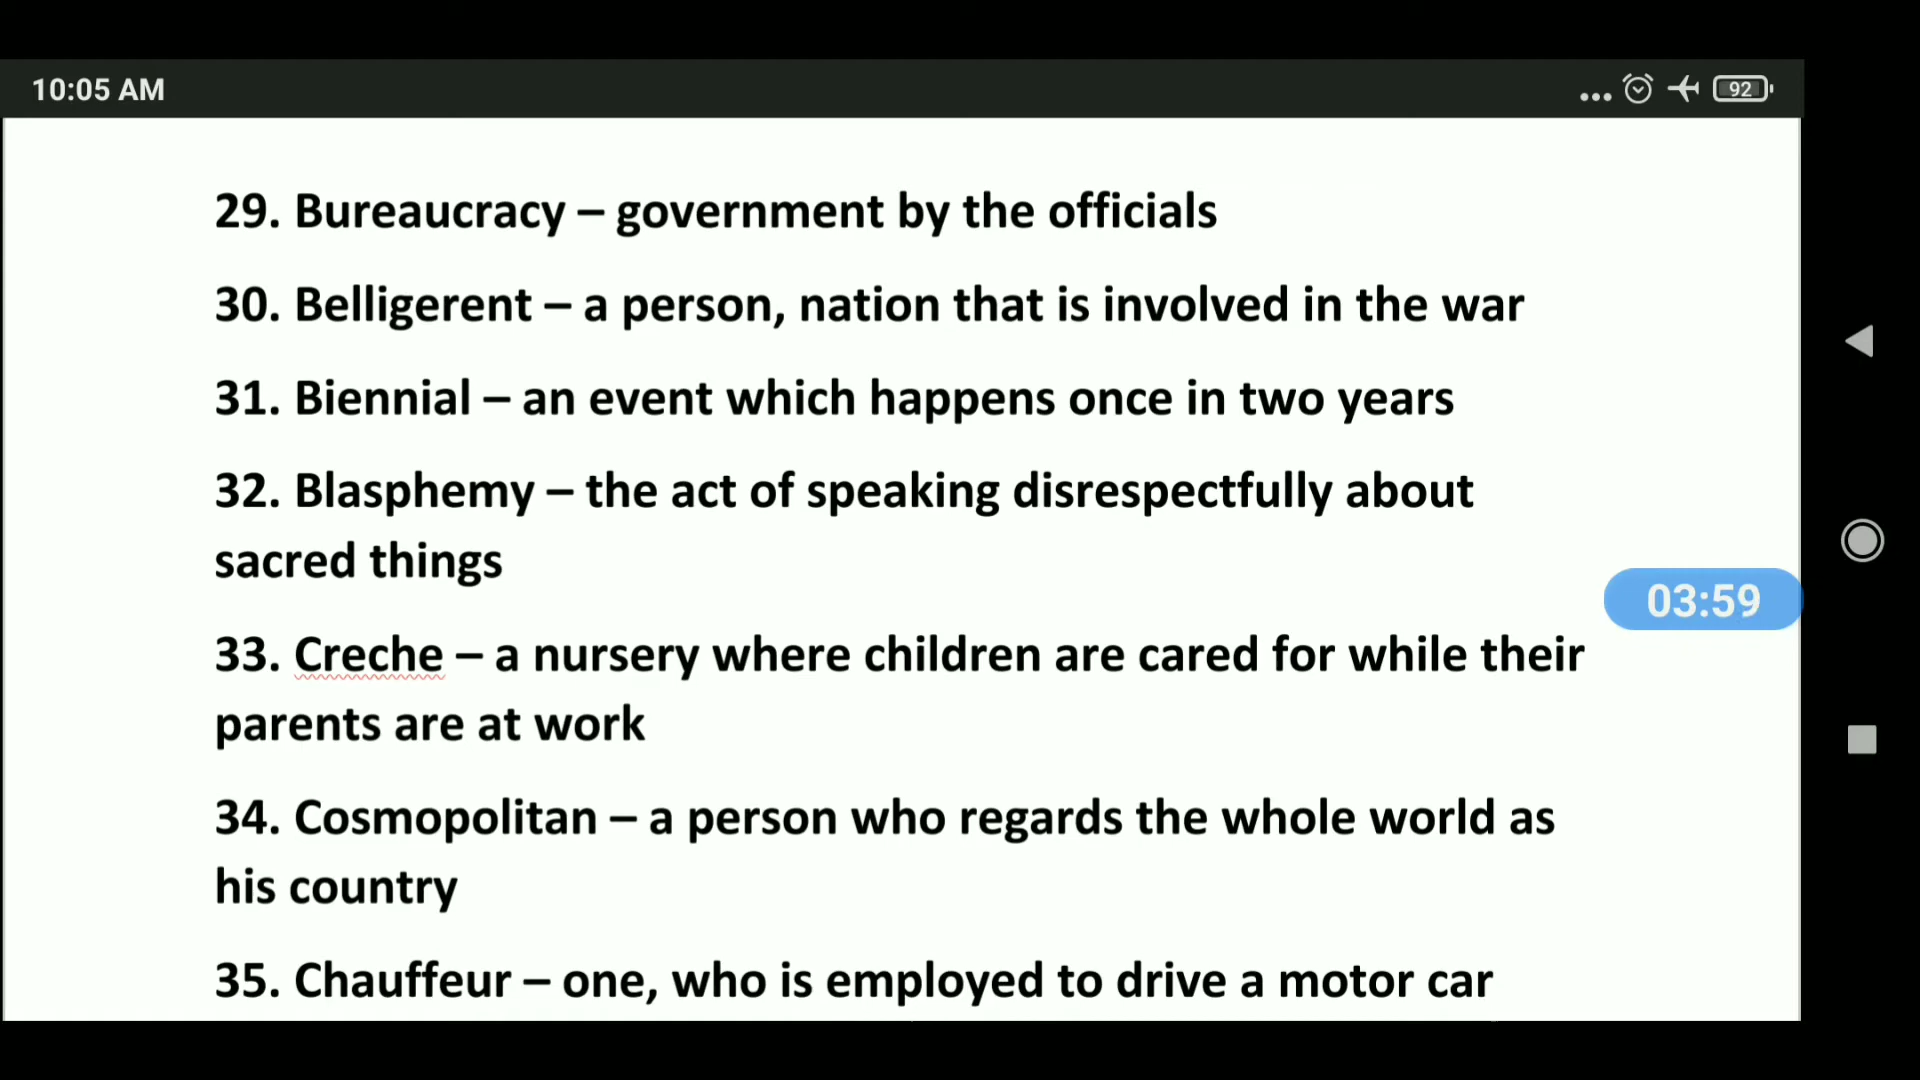 10:05 AM
92
29. Bureaucracy – government by the officials
30. Belligerent – a person, nation that is involved in the war
31. Biennial – an event which happens once in two years
32. Blasphemy – the act of speaking disrespectfully about
sacred things
03:59
33. Creche – a nursery where children are cared for while their
parents are at work
34. Cosmopolitan – a person who regards the whole world as
his country
35. Chauffeur – one, who is employed to drive a motor car